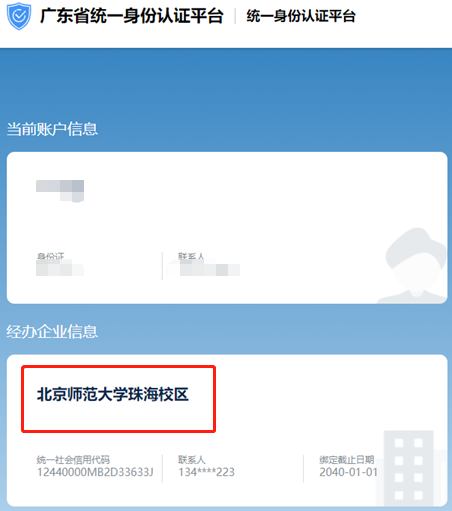 广东省统一身份认证平台 统一身份认证平台
当前账户信息
身份证 联系人
经办企业信息
北京师范大学珠海校区
统一社会信用代码 联系人 绑定截止日期
12440000MB2D33633J 134****223 2040-01-01